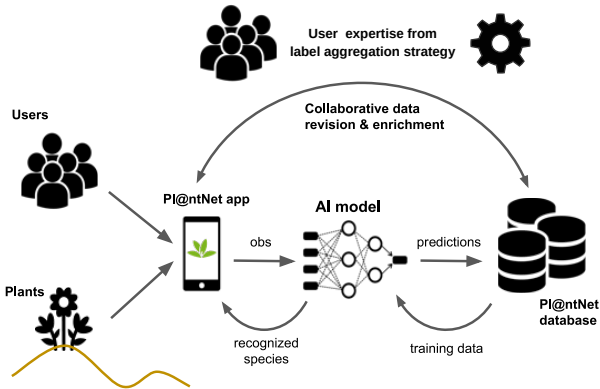 User expertise from
label aggregation strategy
Collaborative data
revision & enrichment
Users
Pl@ntNet app
AI model
obs
predictions
Plants
Pl@ntNet
database
recognized
species
training data